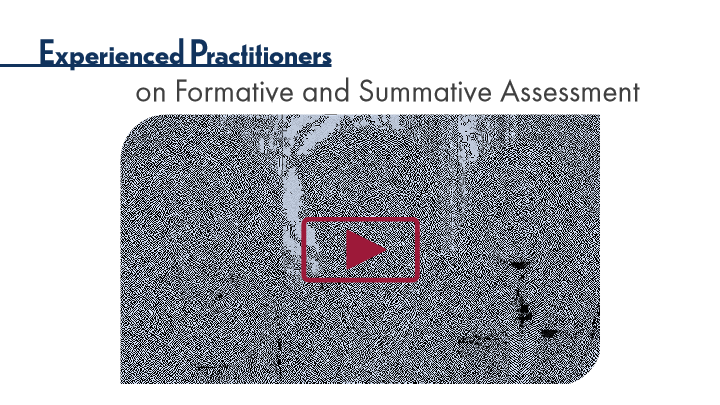 Experienced Practitioners
on Formative and Summative Assessment